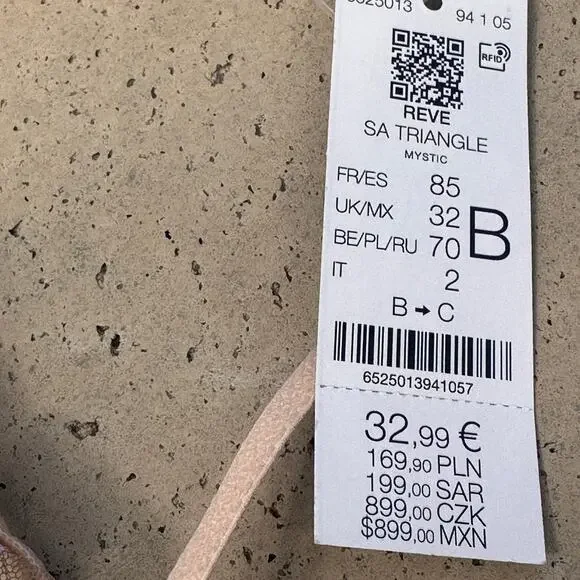 6525013
94 1 05
RFID
REVE
SA TRIANGLE
MYSTIC
FR/ES 85
UK/MX 32
BE/PL/RU 70
IT 2
B
B → C
6525013941057
32,99 €
169,90 PLN
199,00 SAR
899,00 CZK
$899,00 MXN